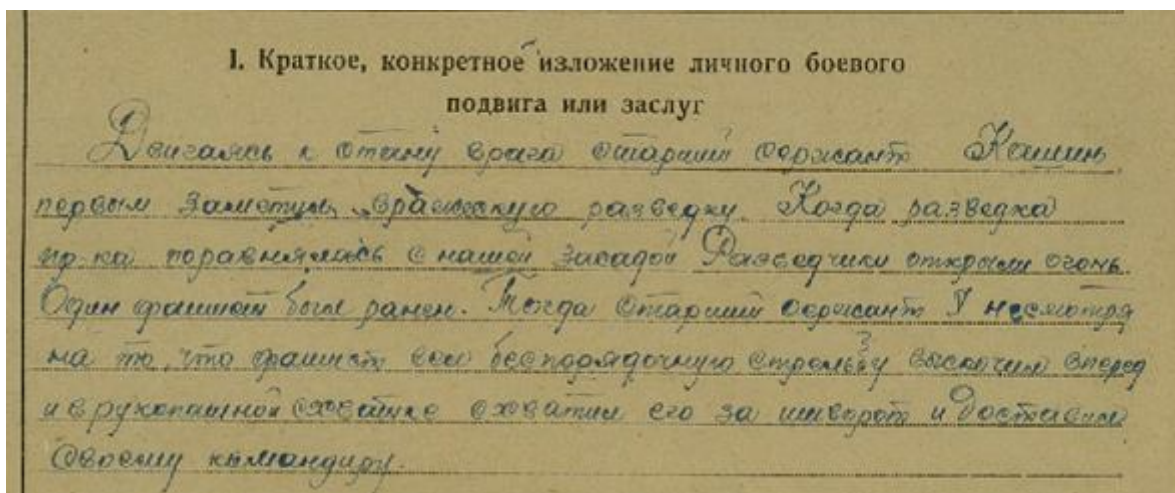 I. Краткое, конкретное изложение личного боевого
подвига или заслуг
Двигаясь к стану врага старший сержант Кашин
первым заметил вражескую разведку. Когда разведка
пр-ка поравнялась с нашей засадой Разведчики открыли огонь.
Один фашист был ранен. Тогда старший сержант V несмотря
на то, что фашист вел беспорядочную стрельбу выскочил вперед
и в рукопашной схватке схватил его за шиворот и доставил
своему командиру.